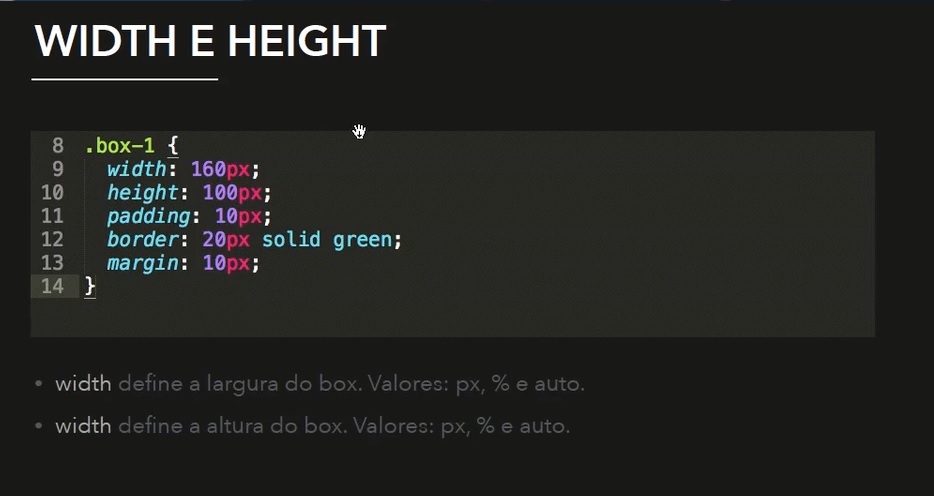 WIDTH E HEIGHT
8 .box-1 {
9 width: 160px;
10 height: 100px;
11 padding: 10px;
12 border: 20px solid green;
13 margin: 10px;
14 }
• width define a largura do box. Valores: px, % e auto.
• width define a altura do box. Valores: px, % e auto.